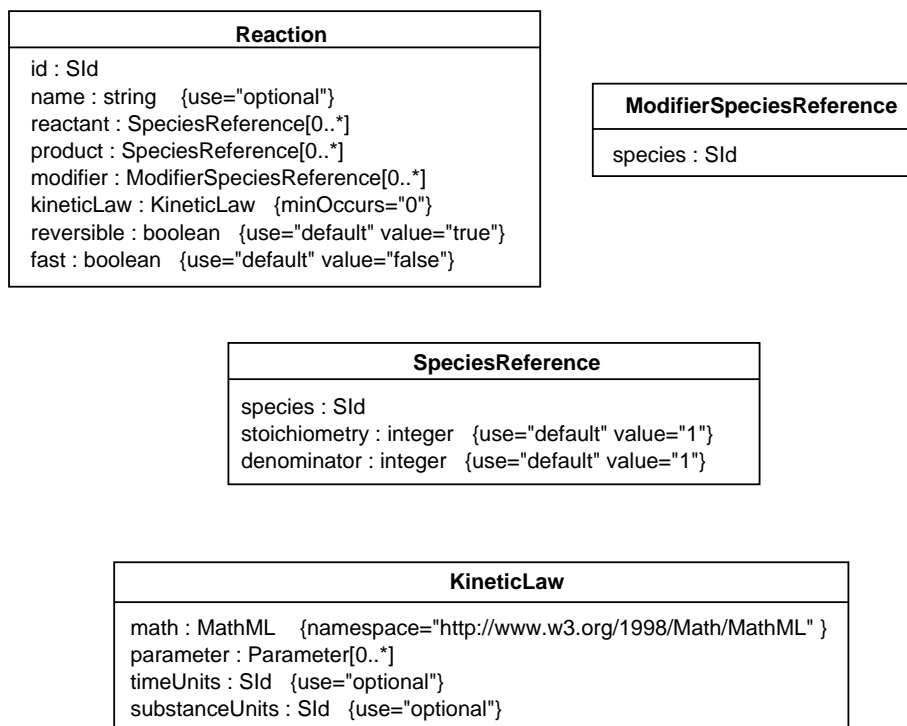 Reaction
id : SId
name : string {use="optional"}
reactant : SpeciesReference[0..*]
product : SpeciesReference[0..*]
modifier : ModifierSpeciesReference[0..*]
kineticLaw : KineticLaw {minOccurs="0"}
reversible : boolean {use="default" value="true"}
fast : boolean {use="default" value="false"}
ModifierSpeciesReference
species : SId
SpeciesReference
species : SId
stoichiometry : integer {use="default" value="1"}
denominator : integer {use="default" value="1"}
KineticLaw
math : MathML {namespace="http://www.w3.org/1998/Math/MathML" }
parameter : Parameter[0..*]
timeUnits : SId {use="optional"}
substanceUnits : SId {use="optional"}